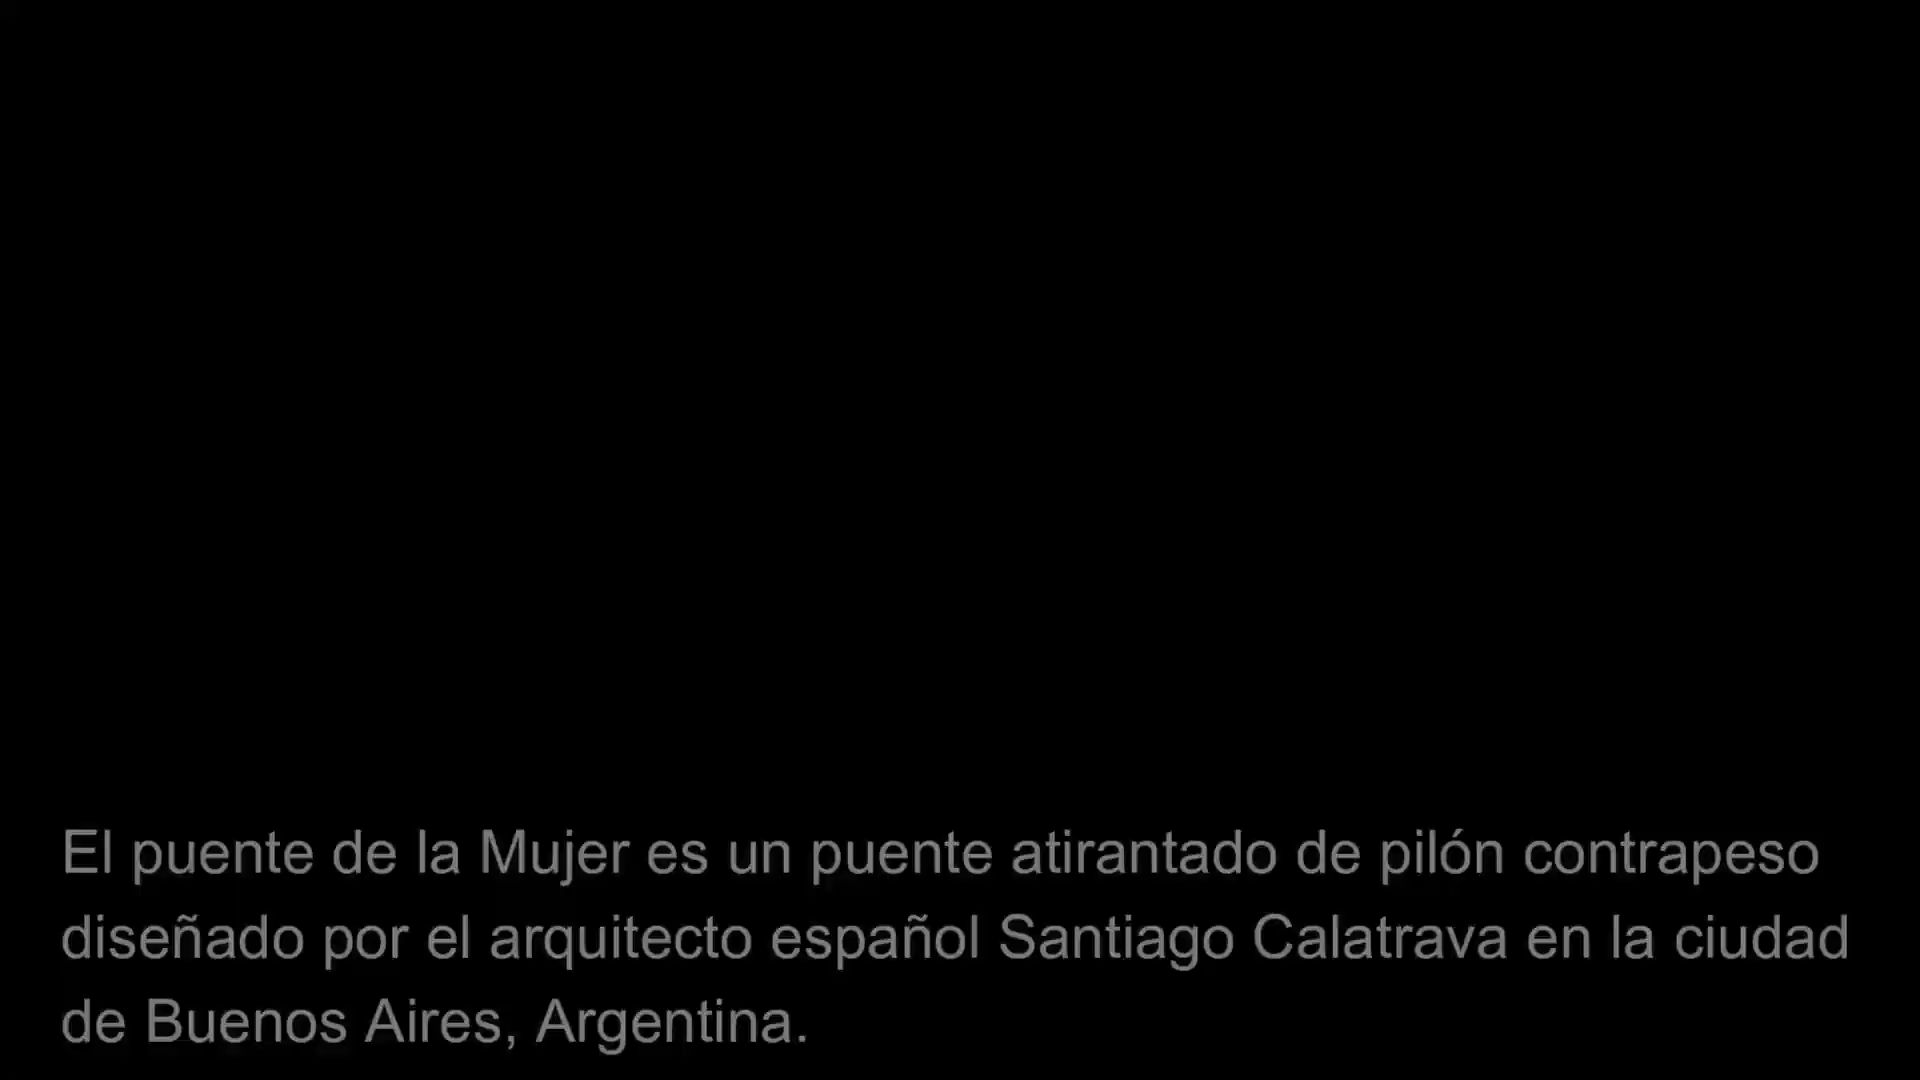 El puente de la Mujer es un puente atirantado de pilón contrapeso
diseñado por el arquitecto español Santiago Calatrava en la ciudad
de Buenos Aires, Argentina.